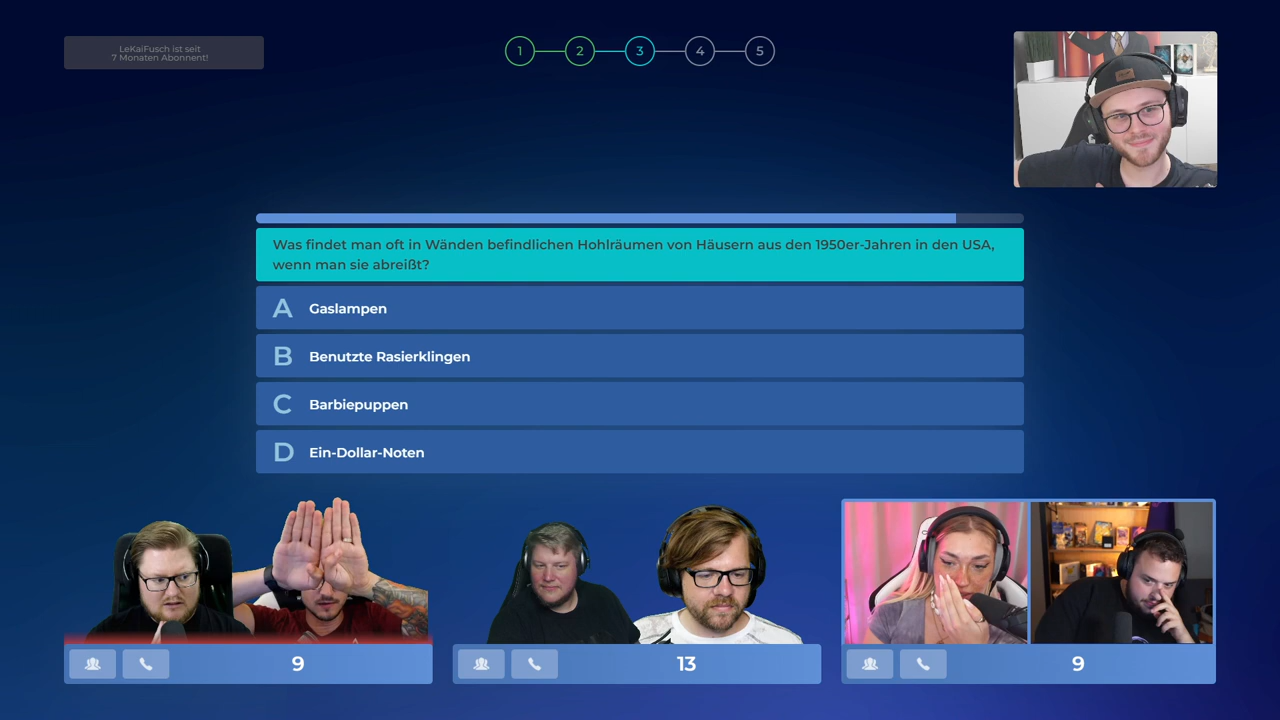 LeKaiFusch ist seit
7 Monaten Abonnent!
1 2 3 4 5
Was findet man oft in Wänden befindlichen Hohlräumen von Häusern aus den 1950er-Jahren in den USA,
wenn man sie abreißt?
A Gaslampen
B Benutzte Rasierklingen
C Barbiepuppen
D Ein-Dollar-Noten
9
13
9